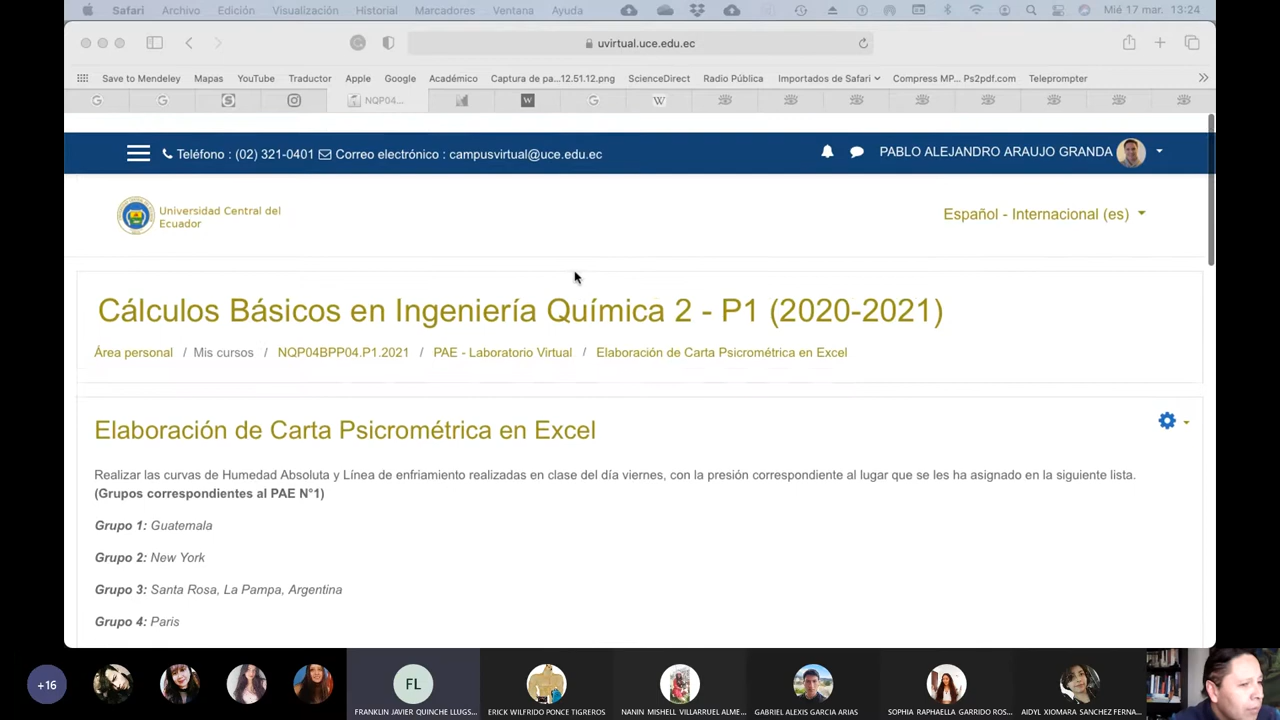 Safari Archivo Edición Visualización Historial Marcadores Ventana Ayuda Mié 17 mar. 13:24
uvirtual.uce.edu.ec
Save to Mendeley Mapas YouTube Traductor Apple Google Académico Captura de pa...12.51.12.png ScienceDirect Radio Pública Importados de Safari Compress MP... Ps2pdf.com Teleprompter
G G S NQP04... W G W
Teléfono : (02) 321-0401 Correo electrónico : campusvirtual@uce.edu.ec PABLO ALEJANDRO ARAUJO GRANDA
Universidad Central del
Ecuador
Español - Internacional (es)
Cálculos Básicos en Ingeniería Química 2 - P1 (2020-2021)
Área personal / Mis cursos / NQP04BPP04.P1.2021 / PAE - Laboratorio Virtual / Elaboración de Carta Psicrométrica en Excel
Elaboración de Carta Psicrométrica en Excel
Realizar las curvas de Humedad Absoluta y Línea de enfriamiento realizadas en clase del día viernes, con la presión correspondiente al lugar que se les ha asignado en la siguiente lista.
(Grupos correspondientes al PAE N°1)
Grupo 1: Guatemala
Grupo 2: New York
Grupo 3: Santa Rosa, La Pampa, Argentina
Grupo 4: Paris
+16
FL
FRANKLIN JAVIER QUINCHE LLUGS... ERICK WILFRIDO PONCE TIGREROS NANIN MISHELL VILLARRUEL ALME... GABRIEL ALEXIS GARCIA ARIAS SOPHIA RAPHAELLA GARRIDO ROS... AIDYL XIOMARA SANCHEZ FERNA...